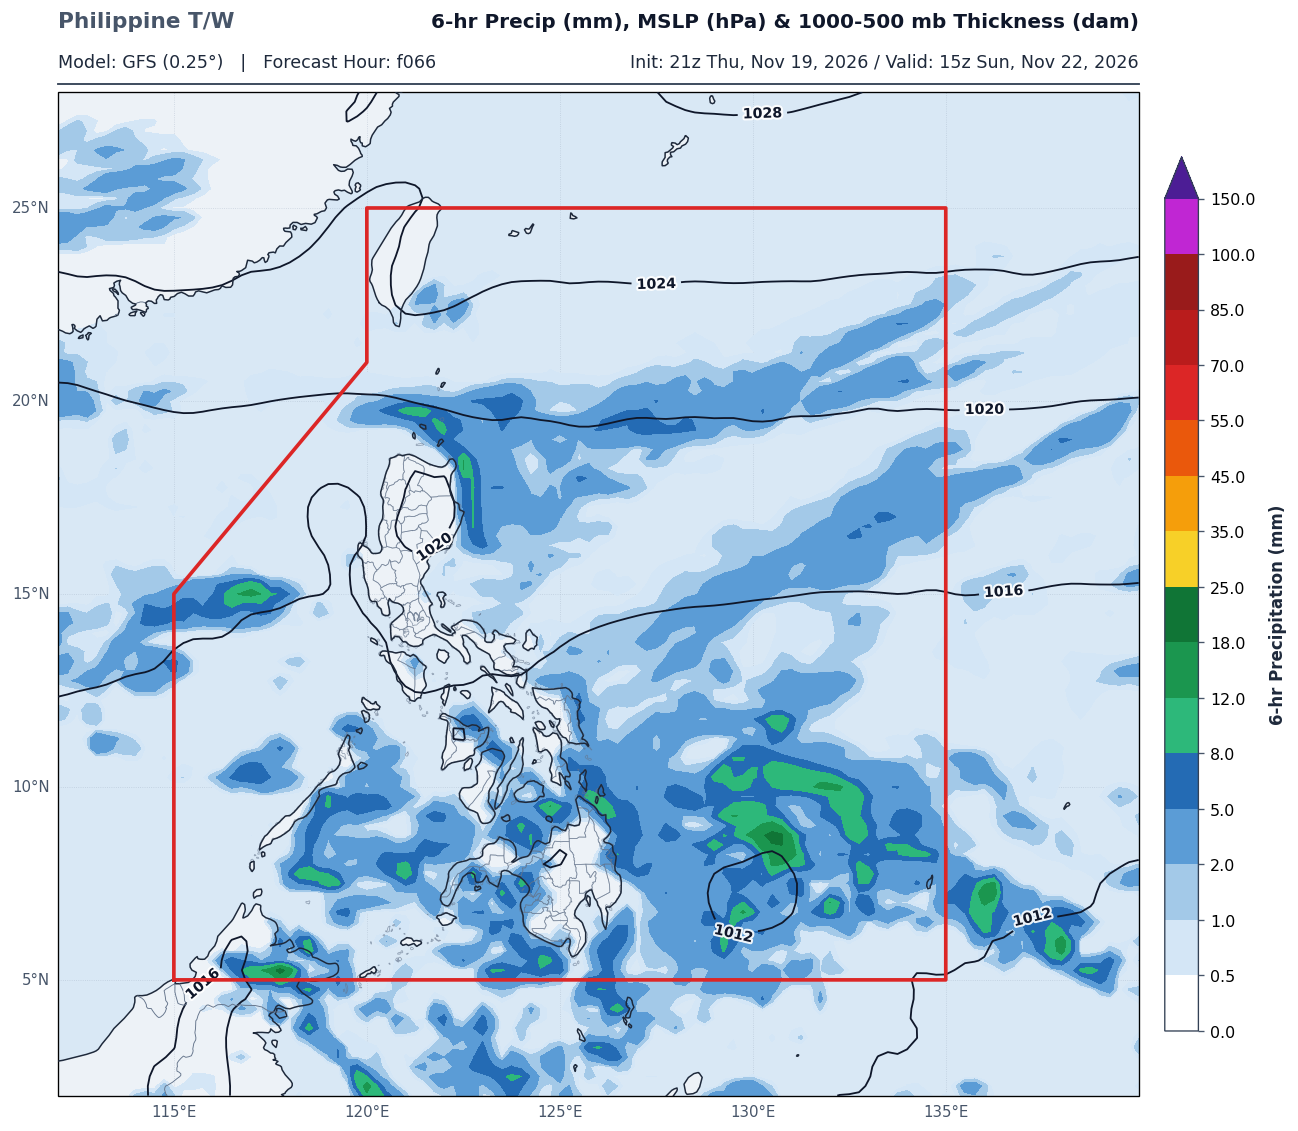 Philippine T/W
6-hr Precip (mm), MSLP (hPa) & 1000-500 mb Thickness (dam)
Model: GFS (0.25°) | Forecast Hour: f066
Init: 21z Thu, Nov 19, 2026 / Valid: 15z Sun, Nov 22, 2026
1028
1024
1020
1020
1016
1012
1012
1016
25°N
20°N
15°N
10°N
5°N
115°E
120°E
125°E
130°E
135°E
150.0
100.0
85.0
70.0
55.0
45.0
35.0
25.0
18.0
12.0
8.0
5.0
2.0
1.0
0.5
0.0
6-hr Precipitation (mm)